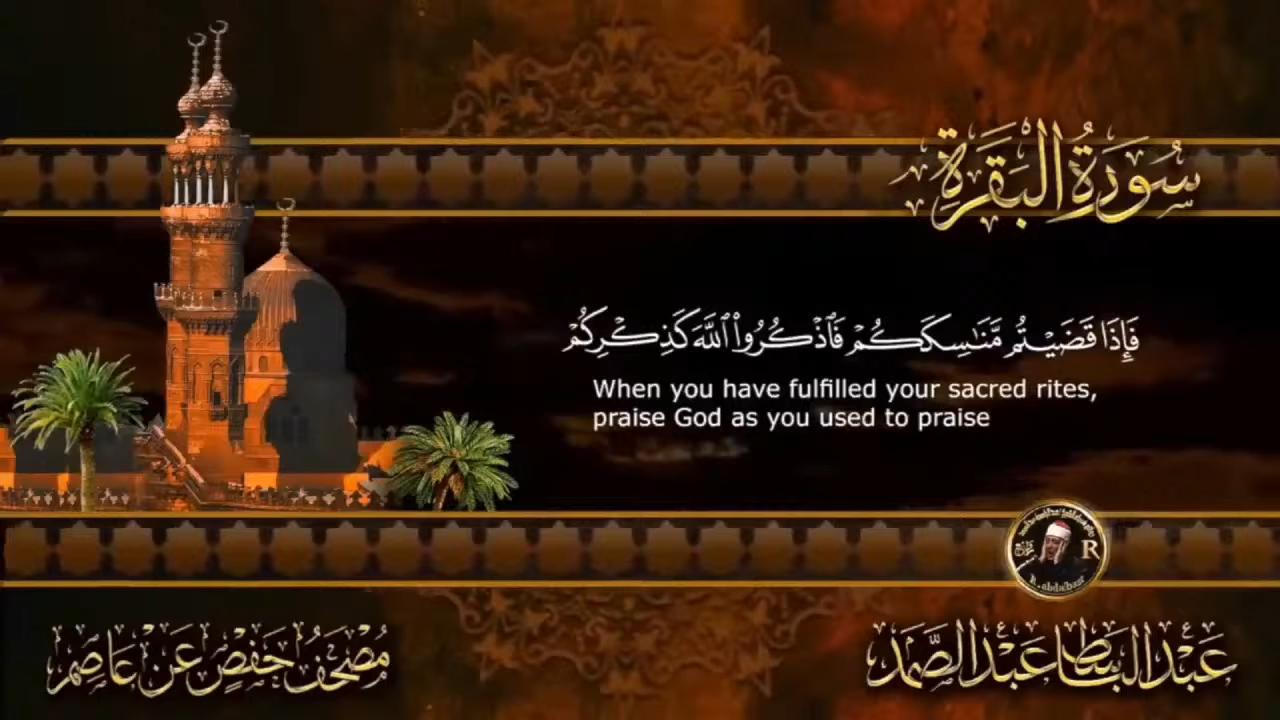 سُورَةُ الْبَقَرَةِ
فَإِذَا قَضَيْتُم مَّنَـٰسِكَكُمْ فَٱذْكُرُوا۟ ٱللَّهَ كَذِكْرِكُمْ
When you have fulfilled your sacred rites,
praise God as you used to praise
R
عَبْدُ الْبَاسِطِ عَبْدُ الصَّمَدِ
مُصْحَفُ حَفْصٍ عَنْ عَاصِمٍ